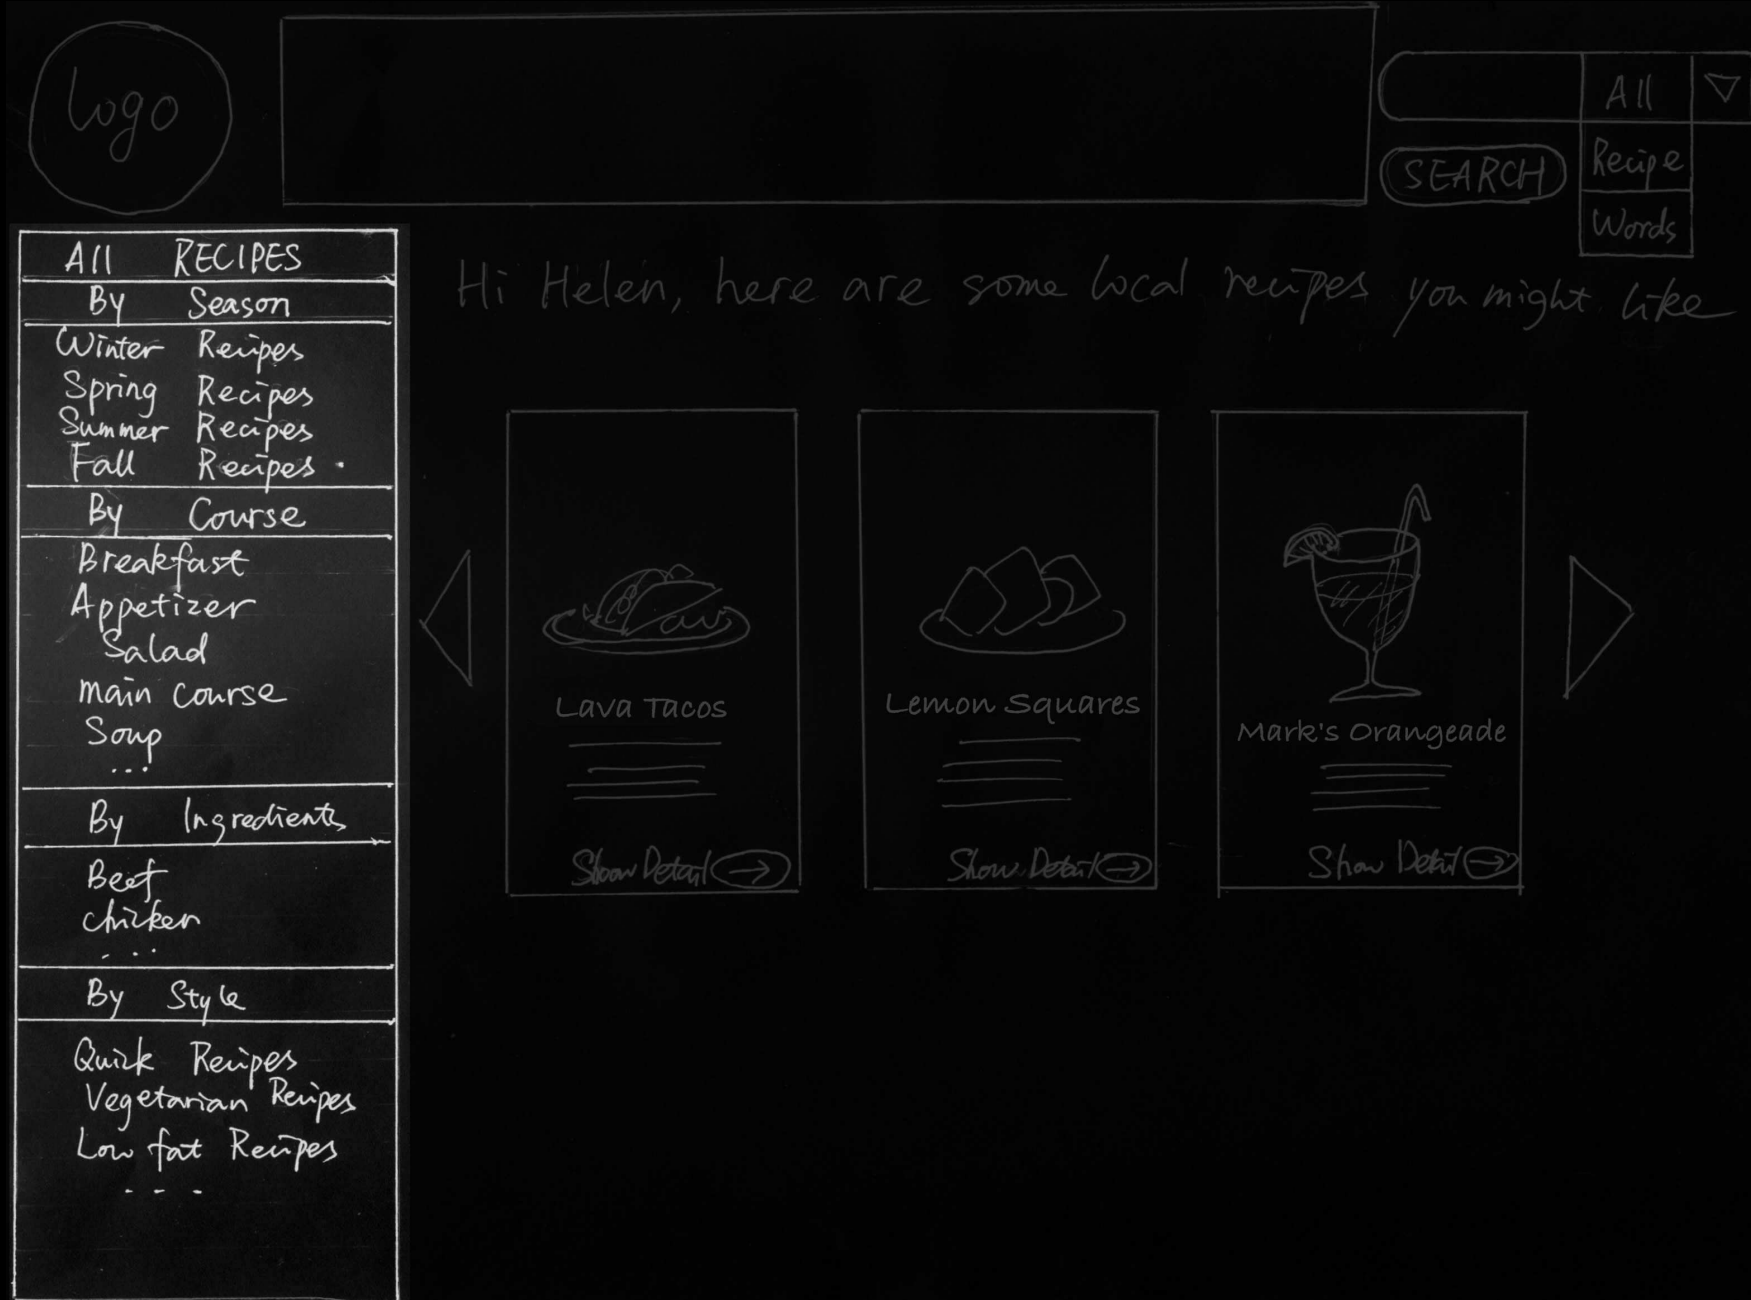 Logo
All
Recipe
SEARCH
Words
All RECIPES
By Season
Winter Recipes
Spring Recipes
Summer Recipes
Fall Recipes
By Course
Breakfast
Appetizer
Salad
main course
Soup
...
By Ingredients
Beef
chicken
...
By Style
Quick Recipes
Vegetarian Recipes
Low fat Recipes
---
Hi Helen, here are some local recipes you might like
Lava Tacos
Show Detail
Lemon Squares
Show Detail
Mark's Orangeade
Show Detail